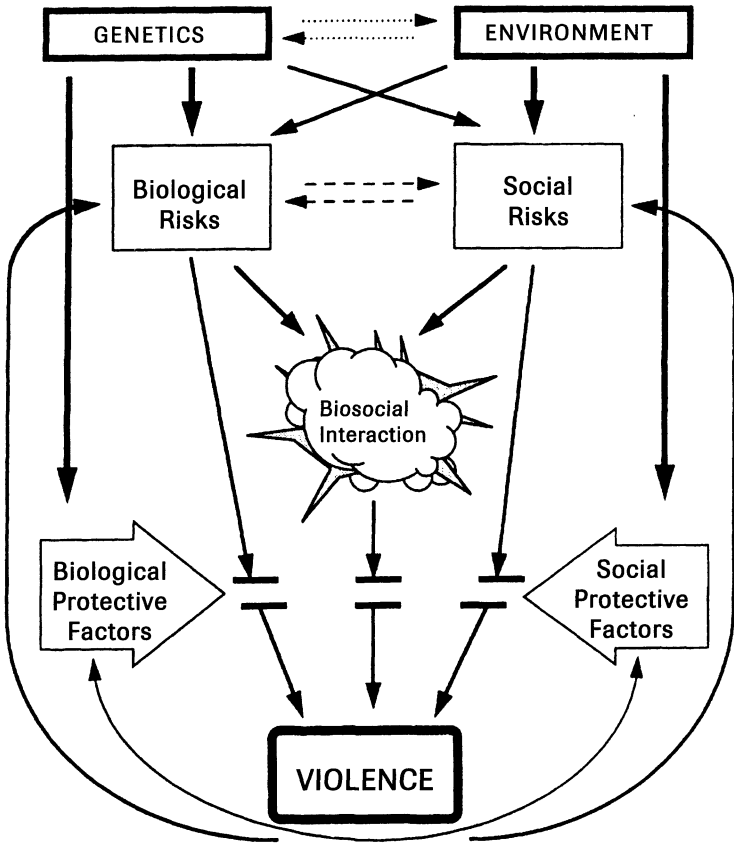 GENETICS
ENVIRONMENT
Biological
Risks
Social
Risks
Biosocial
Interaction
Biological
Protective
Factors
Social
Protective
Factors
VIOLENCE